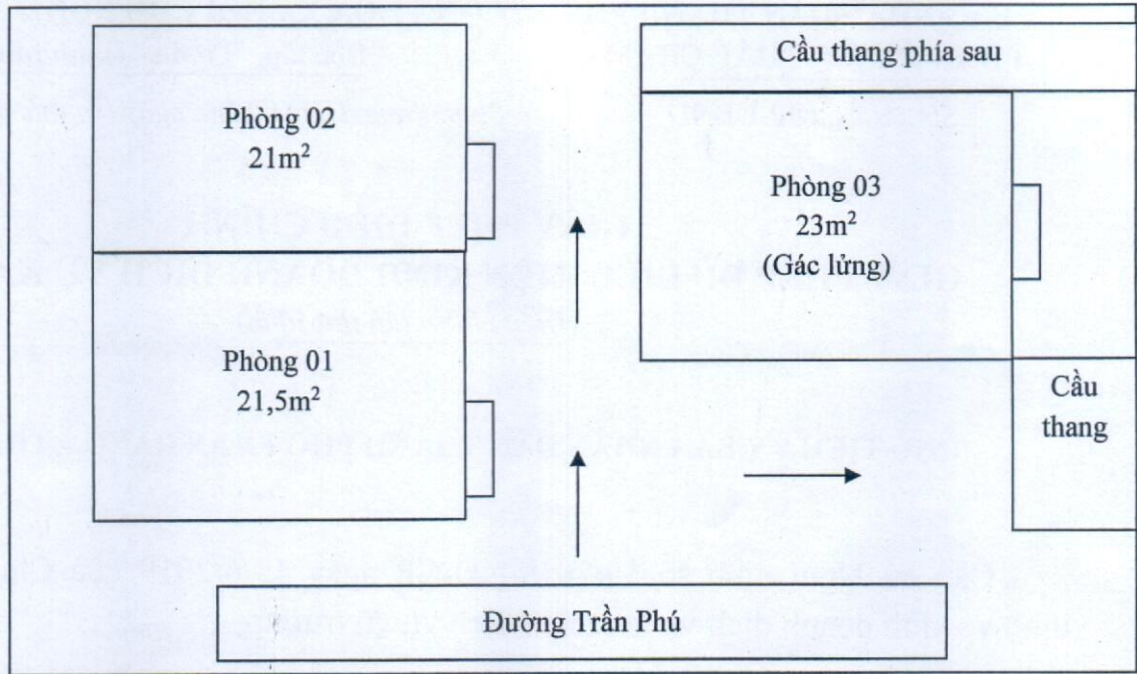 Phòng 02
21m²
Cầu thang phía sau
Phòng 03
23m²
(Gác lửng)
Phòng 01
21,5m²
Cầu
thang
Đường Trần Phú